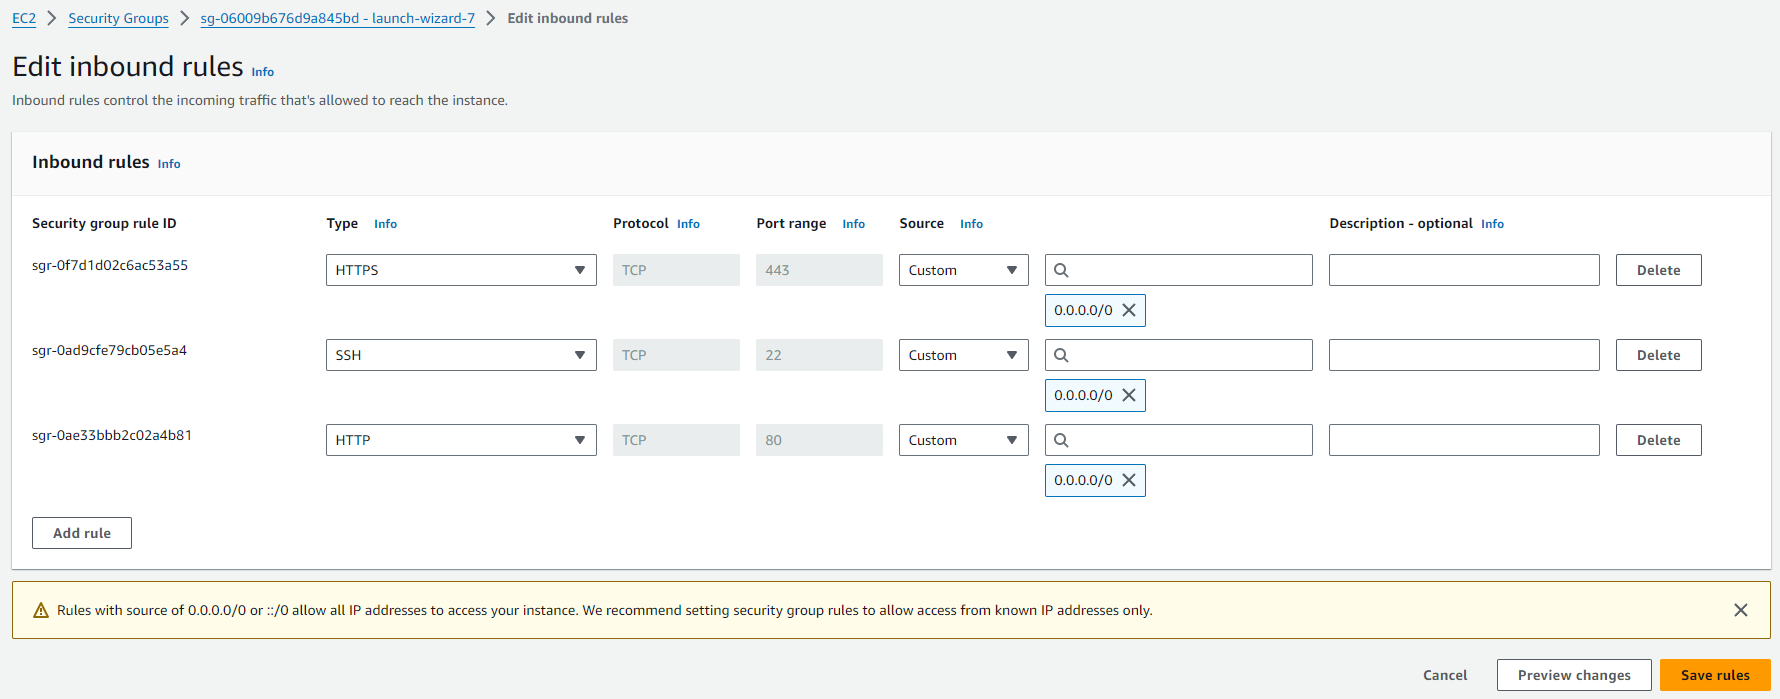 EC2 > Security Groups > sg-06009b676d9a845bd - launch-wizard-7 > Edit inbound rules
Edit inbound rules Info
Inbound rules control the incoming traffic that's allowed to reach the instance.
Inbound rules Info
Security group rule ID Type Info Protocol Info Port range Info Source Info Description - optional Info
sgr-0f7d1d02c6ac53a55 HTTPS TCP 443 Custom Delete
0.0.0.0/0
sgr-0ad9cfe79cb05e5a4 SSH TCP 22 Custom Delete
0.0.0.0/0
sgr-0ae33bbb2c02a4b81 HTTP TCP 80 Custom Delete
0.0.0.0/0
Add rule
Rules with source of 0.0.0.0/0 or ::/0 allow all IP addresses to access your instance. We recommend setting security group rules to allow access from known IP addresses only.
Cancel Preview changes Save rules